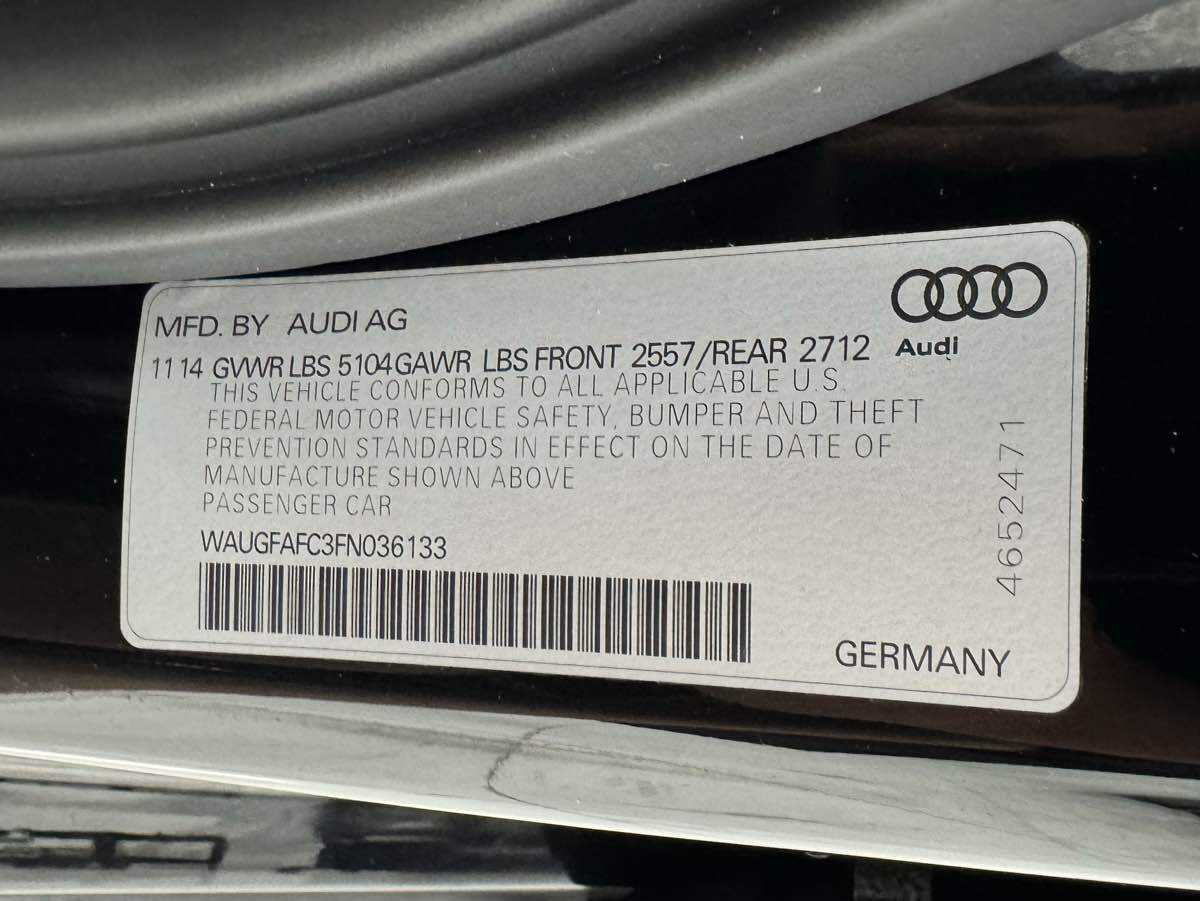 MFD. BY AUDI AG
Audi
11 14 GVWR LBS 5104 GAWR LBS FRONT 2557/REAR 2712
THIS VEHICLE CONFORMS TO ALL APPLICABLE U.S.
FEDERAL MOTOR VEHICLE SAFETY, BUMPER AND THEFT
PREVENTION STANDARDS IN EFFECT ON THE DATE OF
MANUFACTURE SHOWN ABOVE
PASSENGER CAR
WAUGFAFC3FN036133
4652471
GERMANY